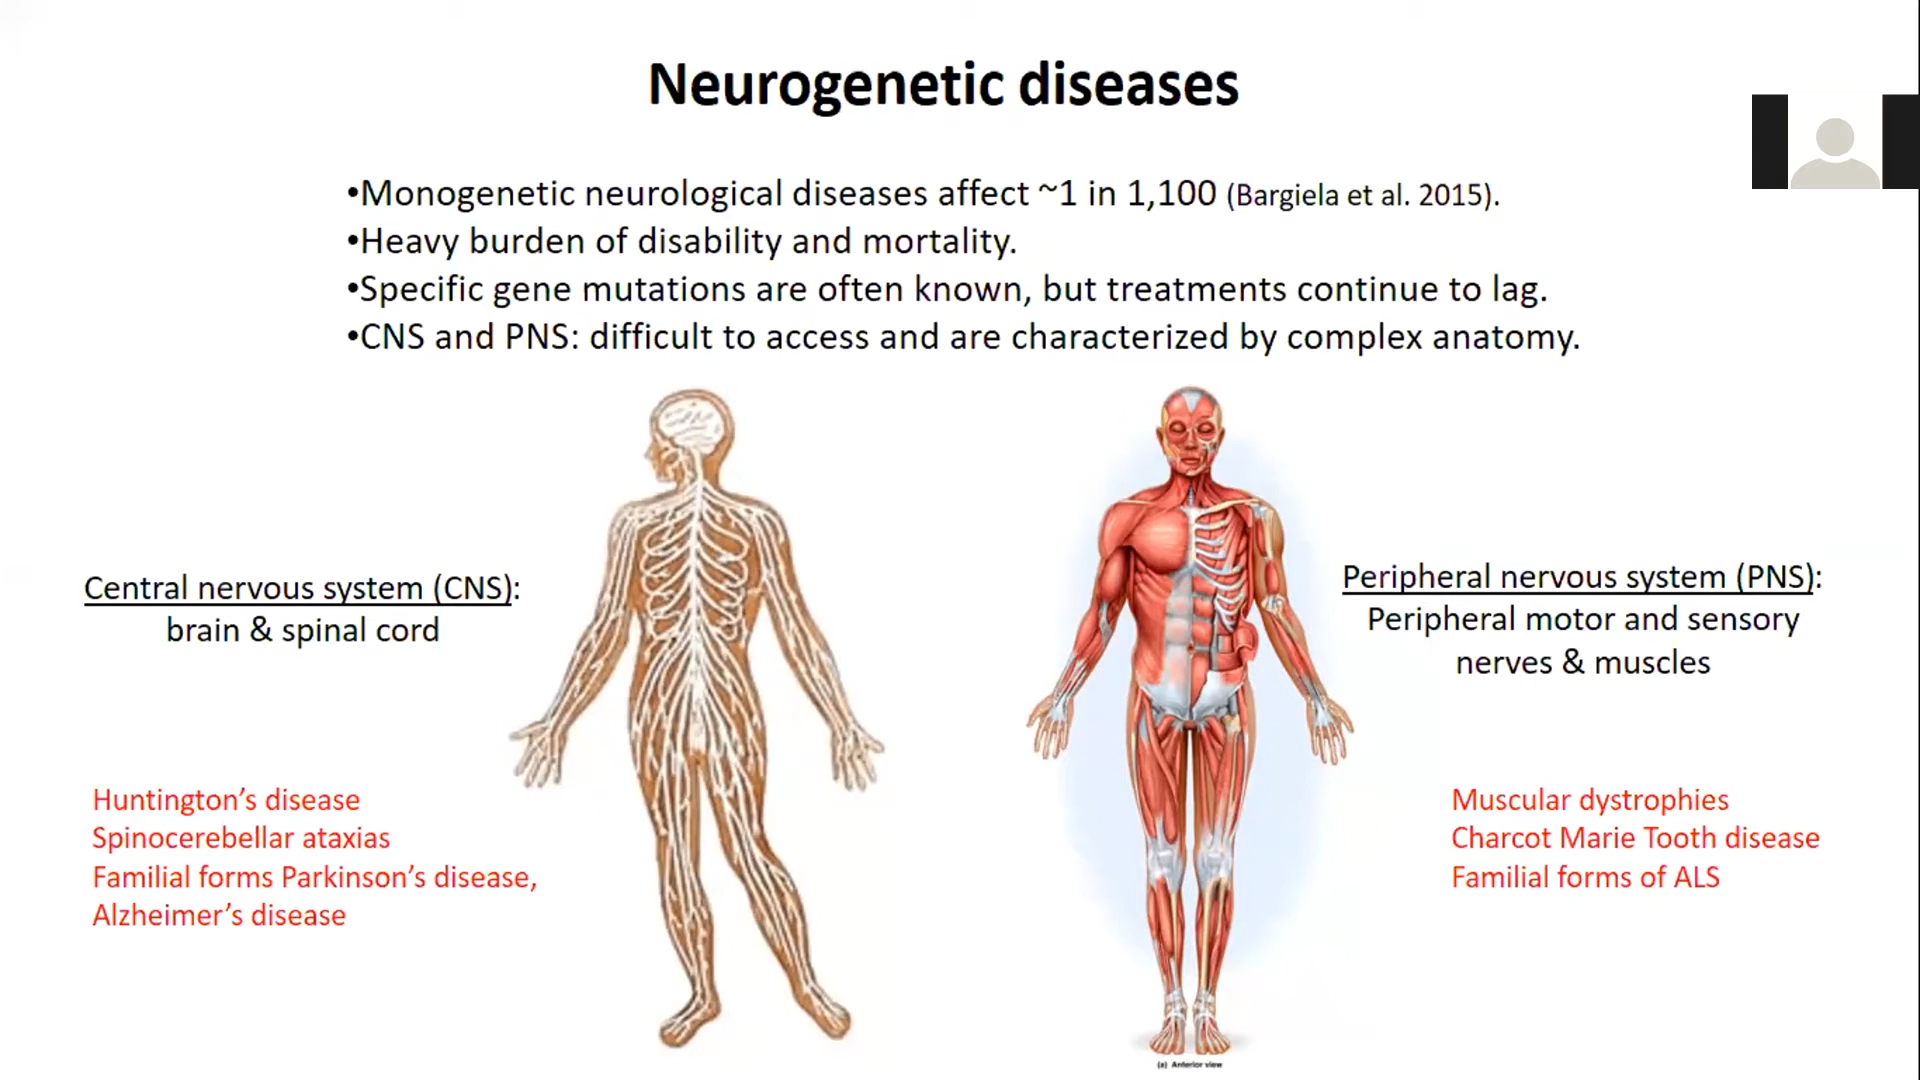 Neurogenetic diseases
•Monogenetic neurological diseases affect ~1 in 1,100 (Bargiela et al. 2015).
•Heavy burden of disability and mortality.
•Specific gene mutations are often known, but treatments continue to lag.
•CNS and PNS: difficult to access and are characterized by complex anatomy.
Central nervous system (CNS):
brain & spinal cord
Peripheral nervous system (PNS):
Peripheral motor and sensory
nerves & muscles
Huntington’s disease
Spinocerebellar ataxias
Familial forms Parkinson’s disease,
Alzheimer’s disease
Muscular dystrophies
Charcot Marie Tooth disease
Familial forms of ALS
(a) Anterior view